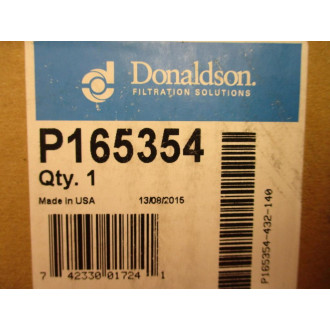 Donaldson.
FILTRATION SOLUTIONS
P165354
Qty. 1
Made in USA 13/08/2015
7 42330 01724 1
P165354-432-140